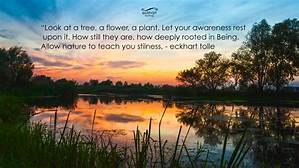 "Look at a tree, a flower, a plant. Let your awareness rest
upon it. How still they are, how deeply rooted in Being.
Allow nature to teach you stilness. - eckhart tolle